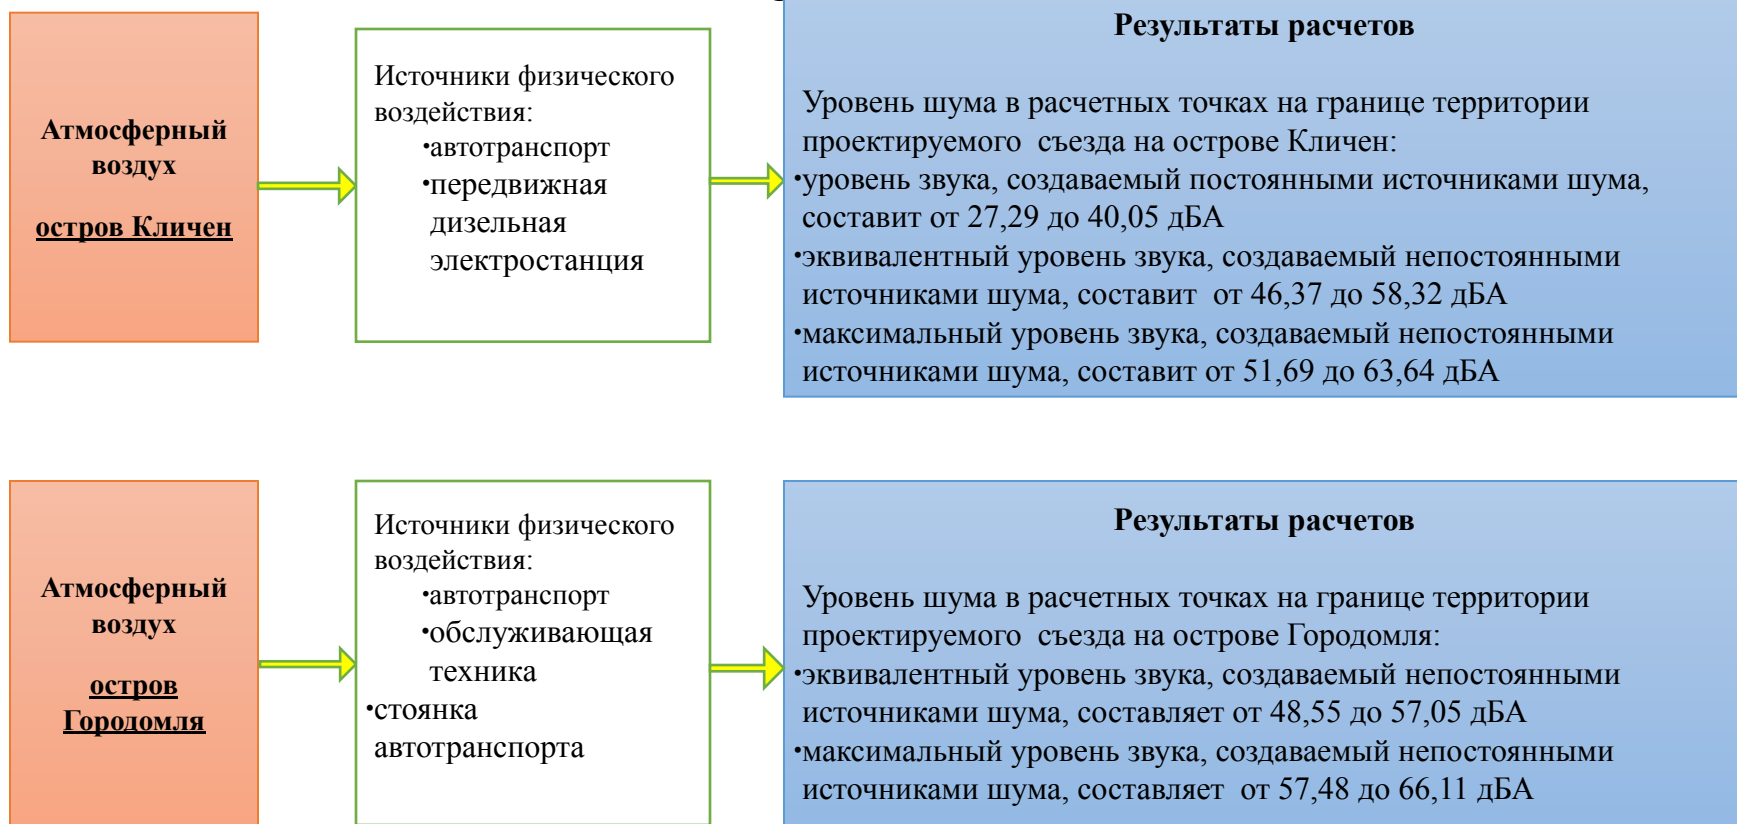 Атмосферный
воздух
остров Кличен
Источники физического
воздействия:
•автотранспорт
•передвижная
дизельная
электростанция
Результаты расчетов
Уровень шума в расчетных точках на границе территории
проектируемого съезда на острове Кличен:
•уровень звука, создаваемый постоянными источниками шума,
составит от 27,29 до 40,05 дБА
•эквивалентный уровень звука, создаваемый непостоянными
источниками шума, составит от 46,37 до 58,32 дБА
•максимальный уровень звука, создаваемый непостоянными
источниками шума, составит от 51,69 до 63,64 дБА
Атмосферный
воздух
остров
Городомля
Источники физического
воздействия:
•автотранспорт
•обслуживающая
техника
•стоянка
автотранспорта
Результаты расчетов
Уровень шума в расчетных точках на границе территории
проектируемого съезда на острове Городомля:
•эквивалентный уровень звука, создаваемый непостоянными
источниками шума, составляет от 48,55 до 57,05 дБА
•максимальный уровень звука, создаваемый непостоянными
источниками шума, составляет от 57,48 до 66,11 дБА